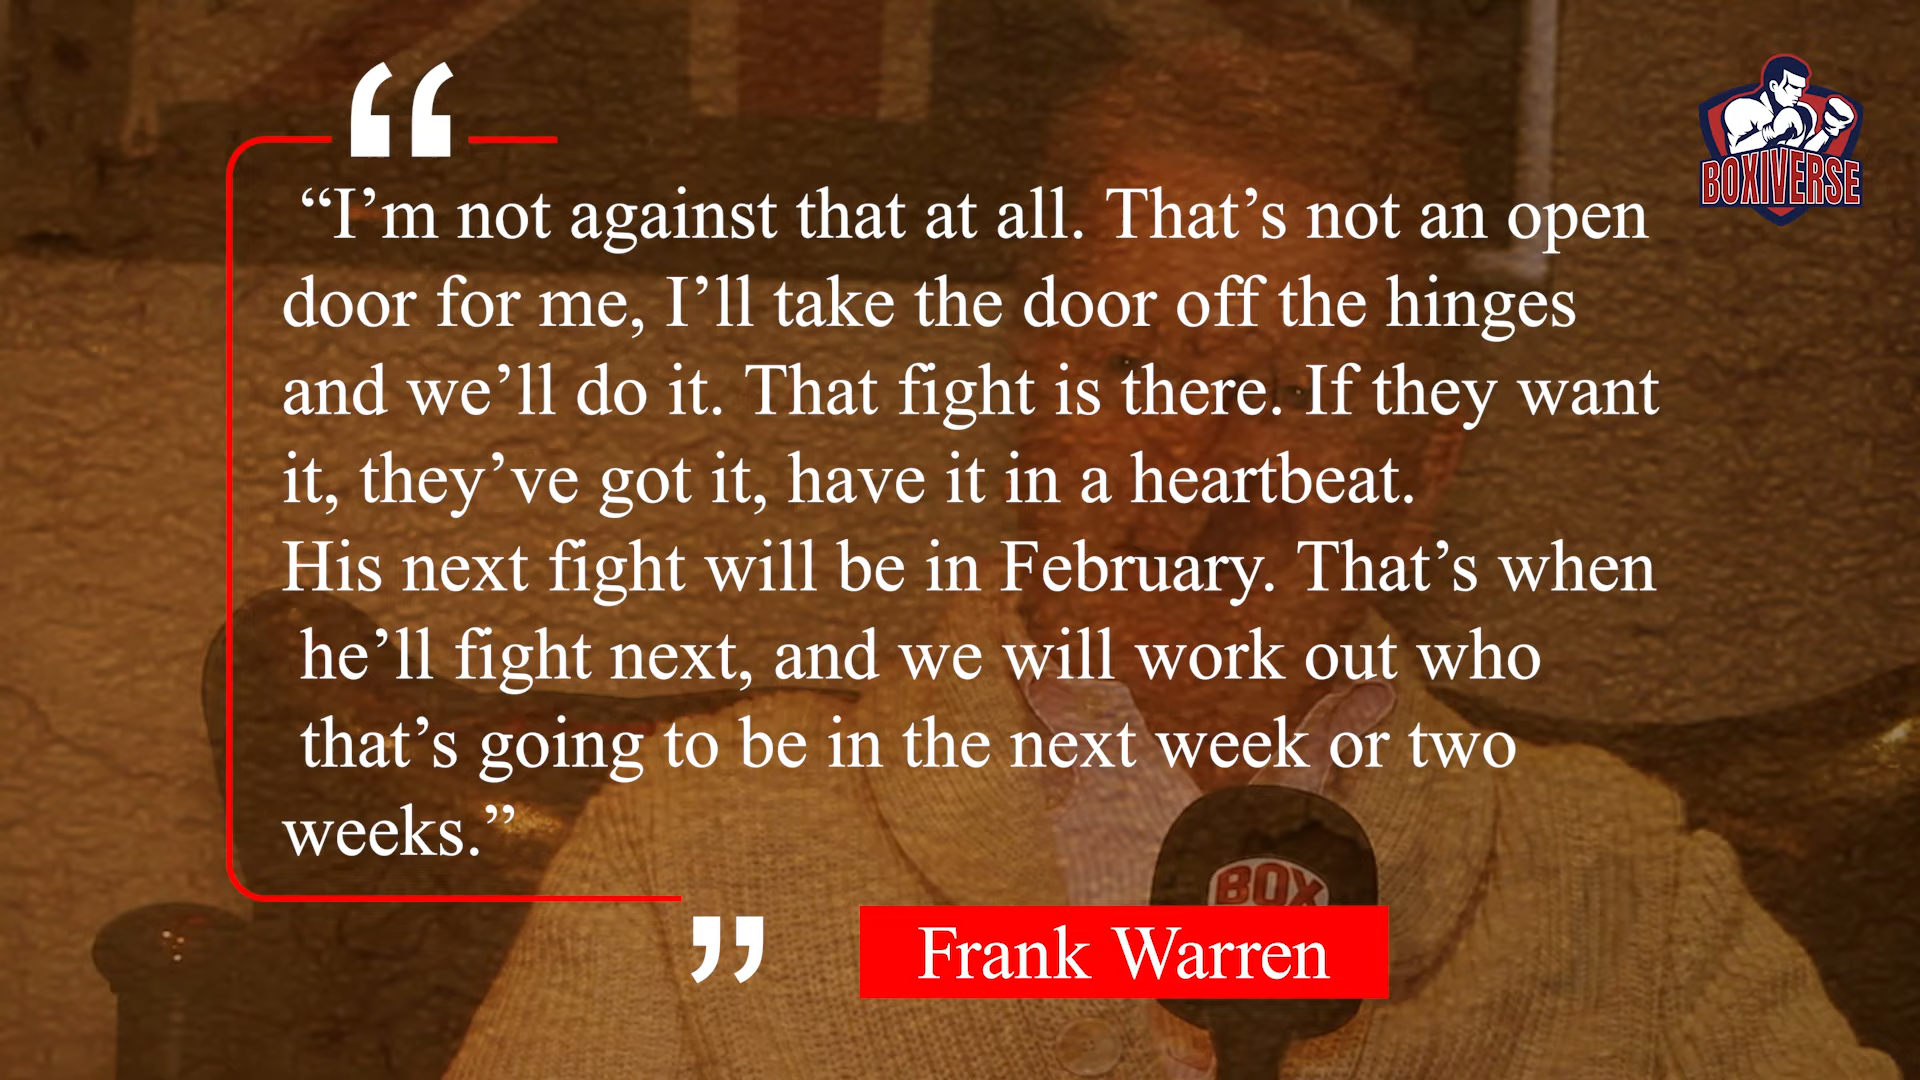 “
BOXIVERSE
“I’m not against that at all. That’s not an open
door for me, I’ll take the door off the hinges
and we’ll do it. That fight is there. If they want
it, they’ve got it, have it in a heartbeat.
His next fight will be in February. That’s when
he’ll fight next, and we will work out who
that’s going to be in the next week or two
weeks.”
BOX
”
Frank Warren